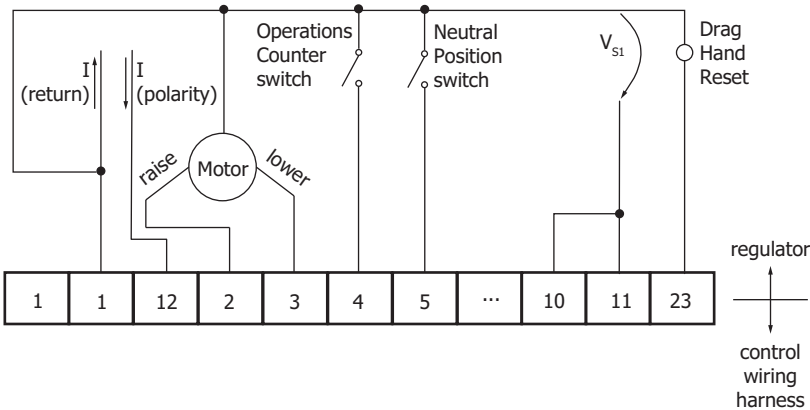 I
(return)
I
(polarity)
Operations
Counter
switch
Neutral
Position
switch
VS1
Drag
Hand
Reset
raise
Motor
lower
1 1 12 2 3 4 5 ... 10 11 23
regulator
control
wiring
harness